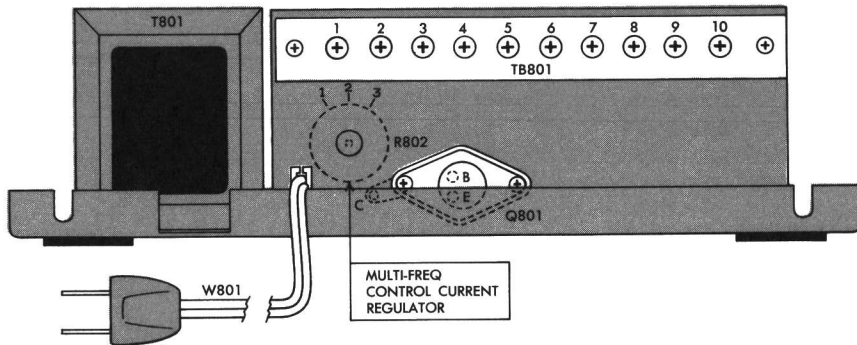 T801
1 2 3 4 5 6 7 8 9 10
TB801
1 2 3
R802
B
C
E
Q801
W801
MULTI-FREQ
CONTROL CURRENT
REGULATOR